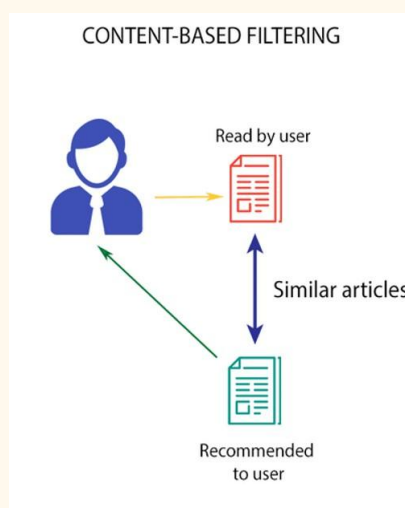 CONTENT-BASED FILTERING
Read by user
Similar articles
Recommended
to user